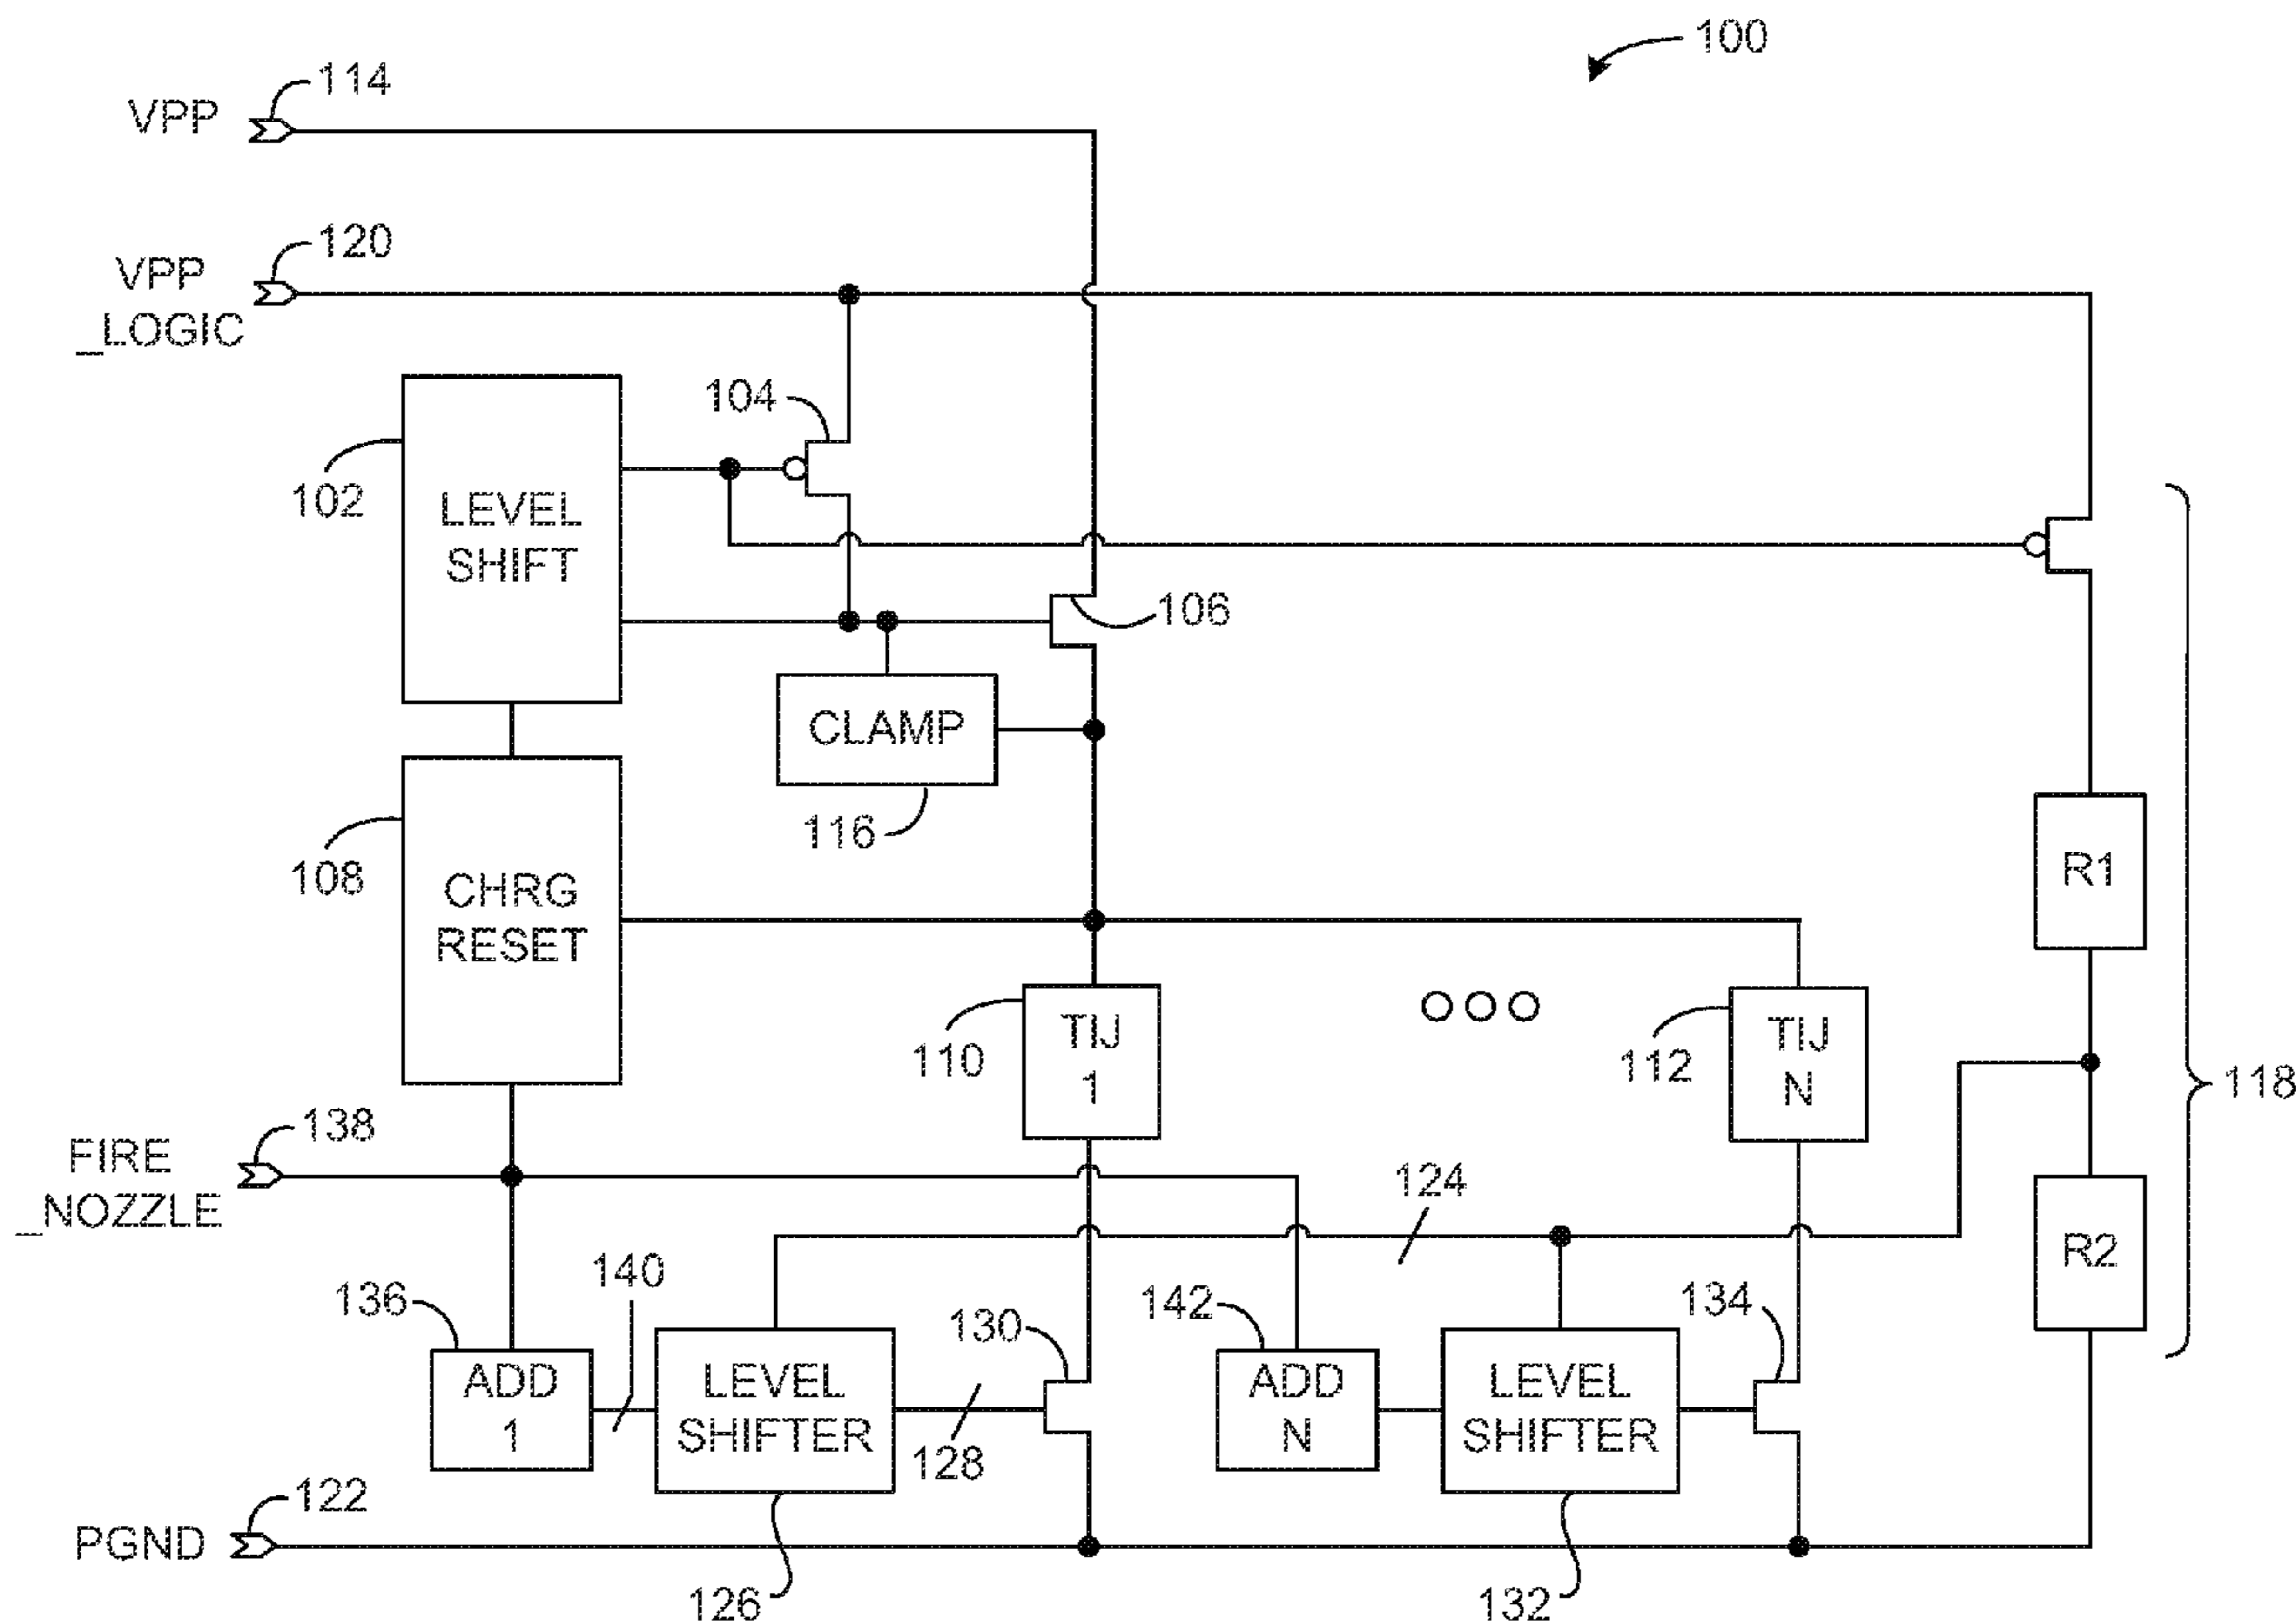 100
114
VPP
120
VPP
_LOGIC
104
102
LEVEL
SHIFT
106
CLAMP
116
108
CHRG
RESET
R1
110
TIJ
1
112
TIJ
N
118
138
FIRE
_NOZZLE
124
R2
136
140
130
142
134
ADD
1
LEVEL
SHIFTER
128
ADD
N
LEVEL
SHIFTER
122
PGND
126
132